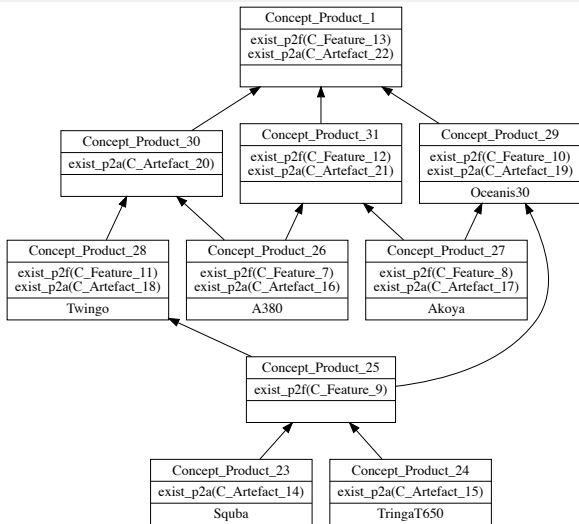 Concept_Product_1
exist_p2f(C_Feature_13)
exist_p2a(C_Artefact_22)
Concept_Product_30
exist_p2a(C_Artefact_20)
Concept_Product_31
exist_p2f(C_Feature_12)
exist_p2a(C_Artefact_21)
Concept_Product_29
exist_p2f(C_Feature_10)
exist_p2a(C_Artefact_19)
Oceanis30
Concept_Product_28
exist_p2f(C_Feature_11)
exist_p2a(C_Artefact_18)
Twingo
Concept_Product_26
exist_p2f(C_Feature_7)
exist_p2a(C_Artefact_16)
A380
Concept_Product_27
exist_p2f(C_Feature_8)
exist_p2a(C_Artefact_17)
Akoya
Concept_Product_25
exist_p2f(C_Feature_9)
Concept_Product_23
exist_p2a(C_Artefact_14)
Squba
Concept_Product_24
exist_p2a(C_Artefact_15)
TringaT650